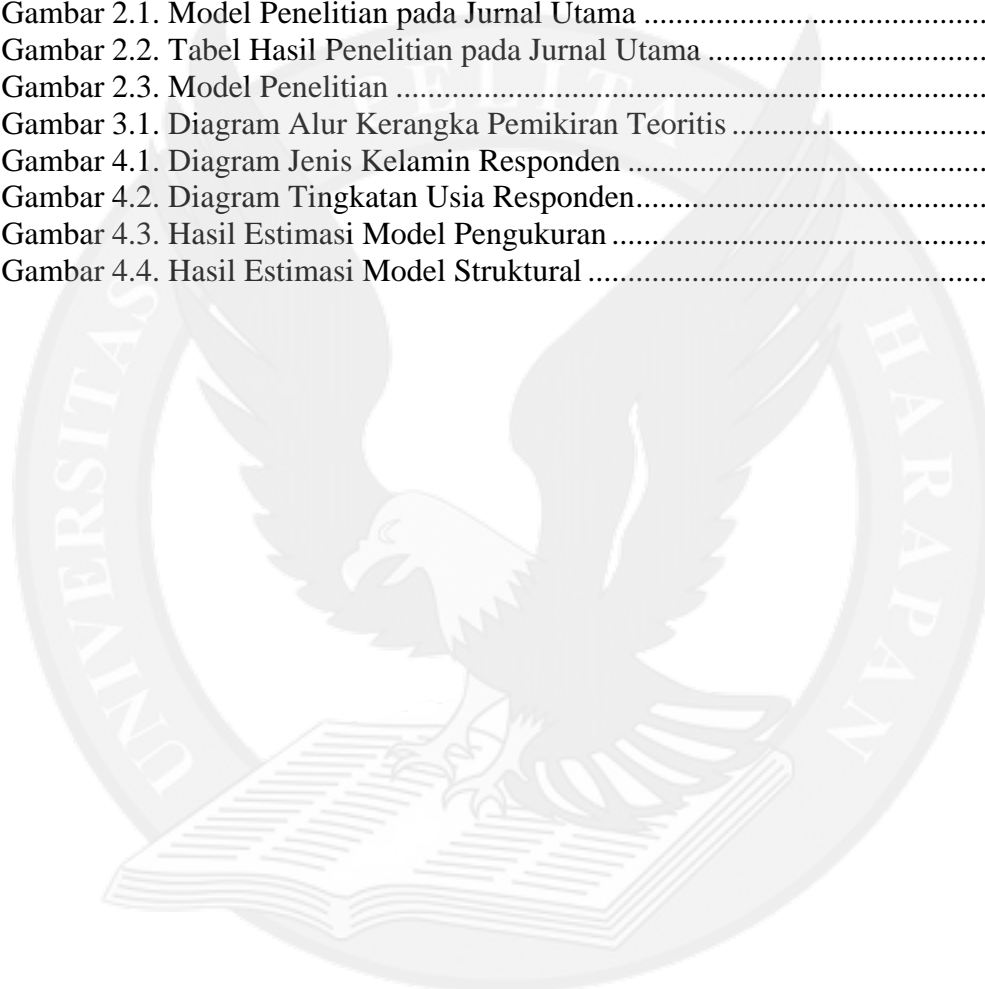 Gambar 2.1. Model Penelitian pada Jurnal Utama ............................................
Gambar 2.2. Tabel Hasil Penelitian pada Jurnal Utama ....................................
Gambar 2.3. Model Penelitian ...........................................................................
Gambar 3.1. Diagram Alur Kerangka Pemikiran Teoritis .................................
Gambar 4.1. Diagram Jenis Kelamin Responden ..............................................
Gambar 4.2. Diagram Tingkatan Usia Responden.............................................
Gambar 4.3. Hasil Estimasi Model Pengukuran ................................................
Gambar 4.4. Hasil Estimasi Model Struktural ...................................................
UNIVERSITAS PELITA HARAPAN